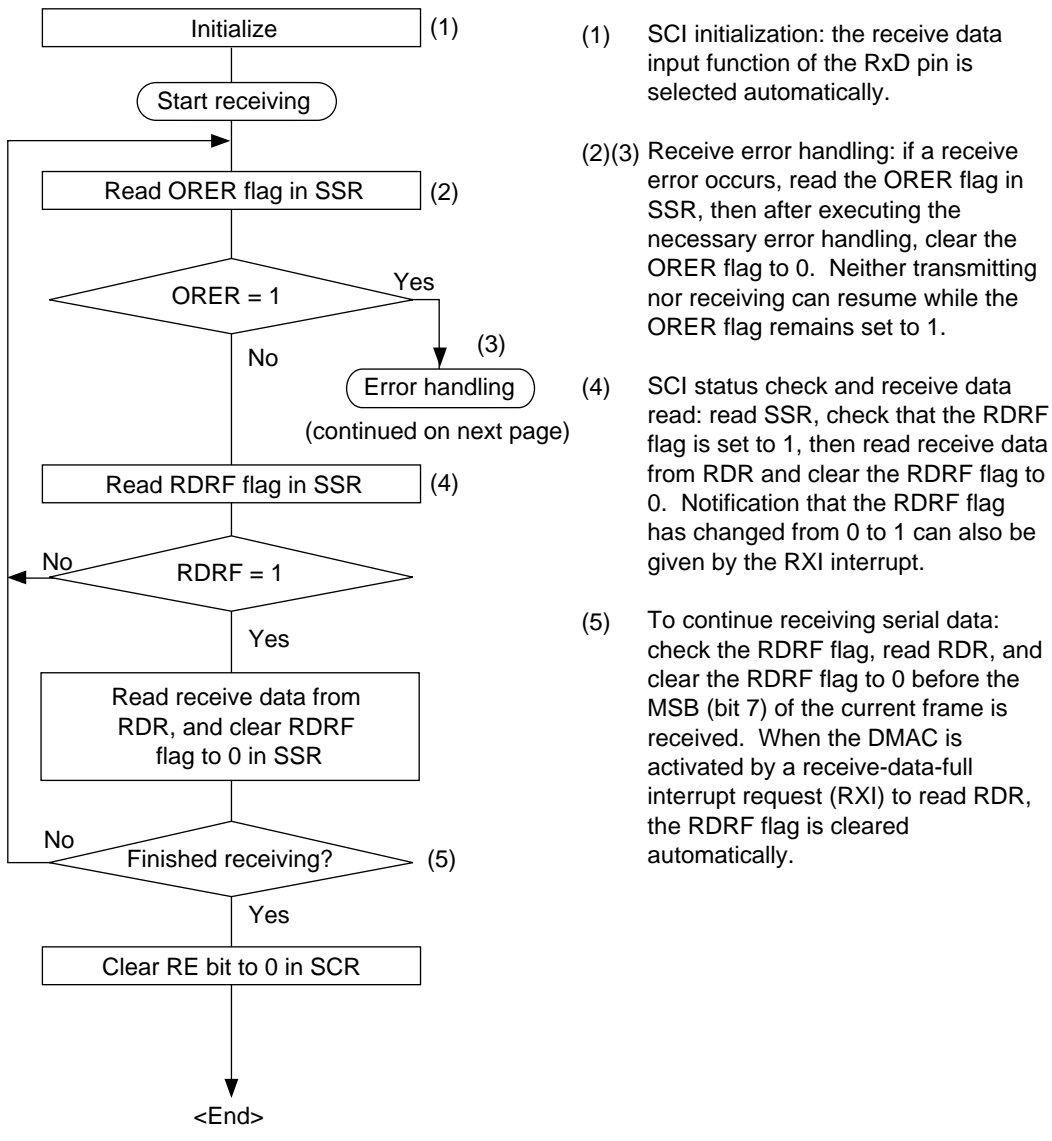 Initialize (1)
Start receiving
Read ORER flag in SSR (2)
ORER = 1
Yes
No
(3)
Error handling
(continued on next page)
Read RDRF flag in SSR (4)
No
RDRF = 1
Yes
Read receive data from
RDR, and clear RDRF
flag to 0 in SSR
No
Finished receiving? (5)
Yes
Clear RE bit to 0 in SCR
<End>
(1) SCI initialization: the receive data
input function of the RxD pin is
selected automatically.
(2)(3) Receive error handling: if a receive
error occurs, read the ORER flag in
SSR, then after executing the
necessary error handling, clear the
ORER flag to 0. Neither transmitting
nor receiving can resume while the
ORER flag remains set to 1.
(4) SCI status check and receive data
read: read SSR, check that the RDRF
flag is set to 1, then read receive data
from RDR and clear the RDRF flag to
0. Notification that the RDRF flag
has changed from 0 to 1 can also be
given by the RXI interrupt.
(5) To continue receiving serial data:
check the RDRF flag, read RDR, and
clear the RDRF flag to 0 before the
MSB (bit 7) of the current frame is
received. When the DMAC is
activated by a receive-data-full
interrupt request (RXI) to read RDR,
the RDRF flag is cleared
automatically.